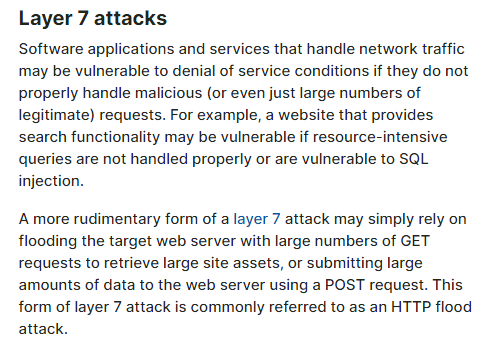 Layer 7 attacks
Software applications and services that handle network traffic
may be vulnerable to denial of service conditions if they do not
properly handle malicious (or even just large numbers of
legitimate) requests. For example, a website that provides
search functionality may be vulnerable if resource-intensive
queries are not handled properly or are vulnerable to SQL
injection.
A more rudimentary form of a layer 7 attack may simply rely on
flooding the target web server with large numbers of GET
requests to retrieve large site assets, or submitting large
amounts of data to the web server using a POST request. This
form of layer 7 attack is commonly referred to as an HTTP flood
attack.